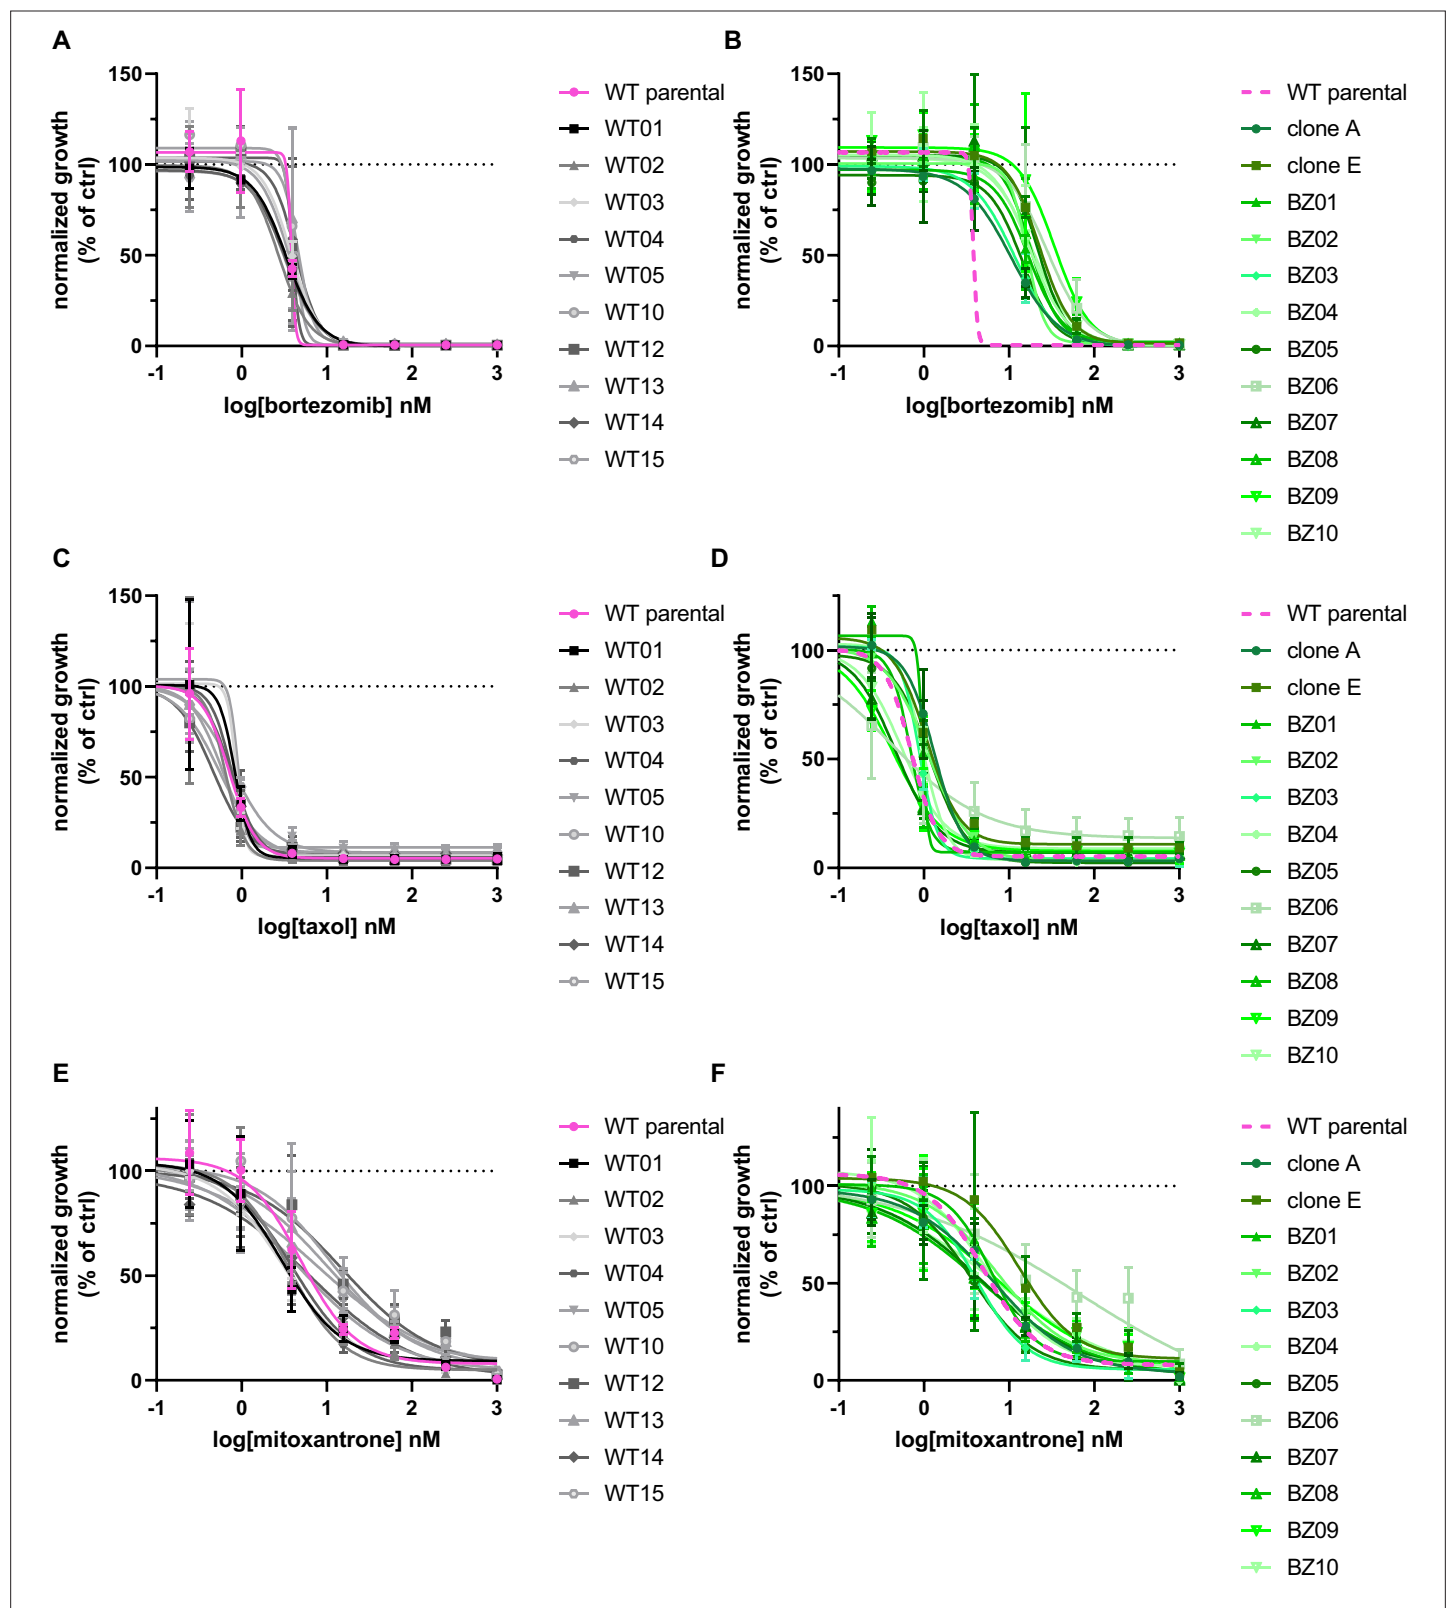 A
normalized growth
(% of ctrl)
150
100
50
0
-1 0 1 2 3
log[bortezomib] nM
WT parental
WT01
WT02
WT03
WT04
WT05
WT10
WT12
WT13
WT14
WT15
B
normalized growth
(% of ctrl)
150
100
50
0
-1 0 1 2 3
log[bortezomib] nM
WT parental
clone A
clone E
BZ01
BZ02
BZ03
BZ04
BZ05
BZ06
BZ07
BZ08
BZ09
BZ10
C
normalized growth
(% of ctrl)
150
100
50
0
-1 0 1 2 3
log[taxol] nM
WT parental
WT01
WT02
WT03
WT04
WT05
WT10
WT12
WT13
WT14
WT15
D
normalized growth
(% of ctrl)
100
50
0
-1 0 1 2 3
log[taxol] nM
WT parental
clone A
clone E
BZ01
BZ02
BZ03
BZ04
BZ05
BZ06
BZ07
BZ08
BZ09
BZ10
E
normalized growth
(% of ctrl)
100
50
0
-1 0 1 2 3
log[mitoxantrone] nM
WT parental
WT01
WT02
WT03
WT04
WT05
WT10
WT12
WT13
WT14
WT15
F
normalized growth
(% of ctrl)
100
50
0
-1 0 1 2 3
log[mitoxantrone] nM
WT parental
clone A
clone E
BZ01
BZ02
BZ03
BZ04
BZ05
BZ06
BZ07
BZ08
BZ09
BZ10